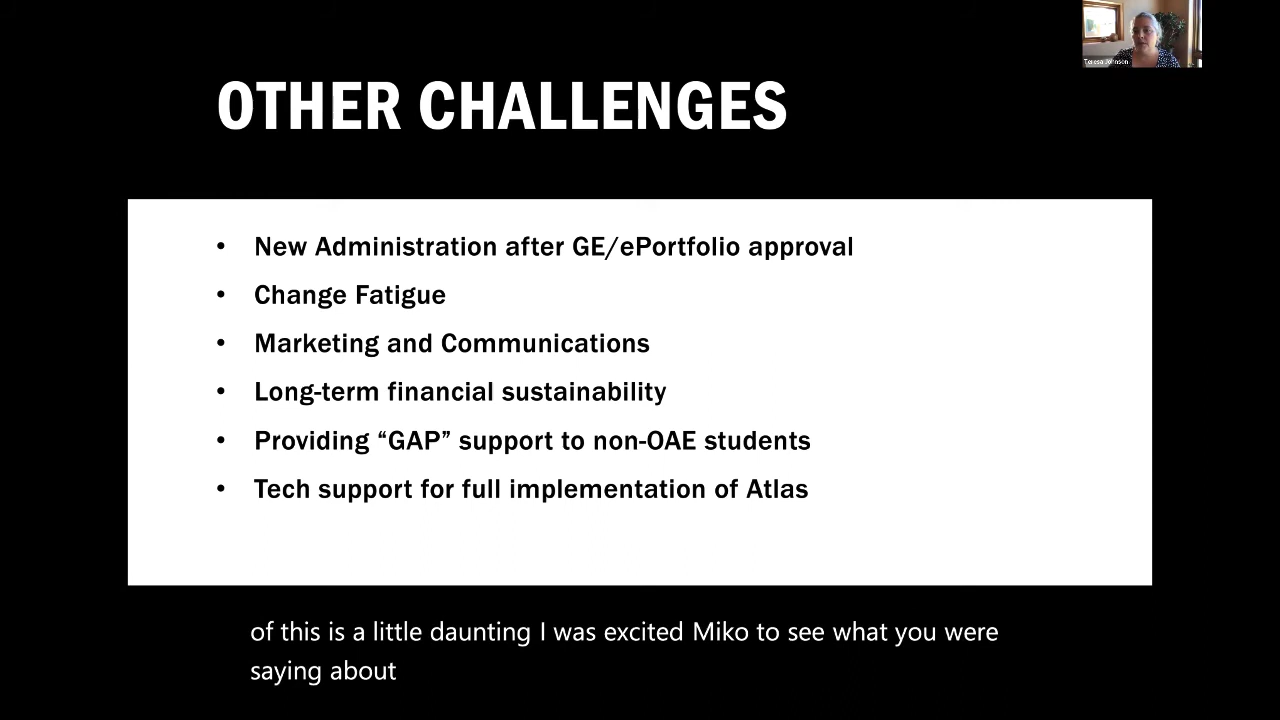 Teresa Johnson
OTHER CHALLENGES
• New Administration after GE/ePortfolio approval
• Change Fatigue
• Marketing and Communications
• Long-term financial sustainability
• Providing “GAP” support to non-OAE students
• Tech support for full implementation of Atlas
of this is a little daunting I was excited Miko to see what you were
saying about